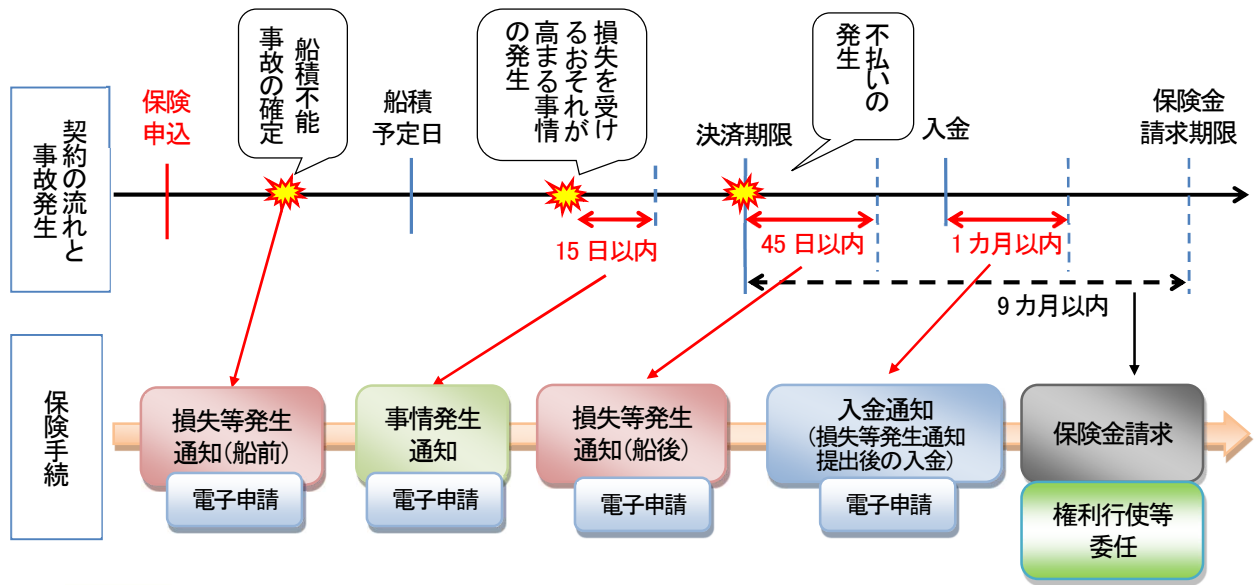 契約の流れと
事故発生
保険
申込
船積不能
事故の確定
船積
予定日
損失を受け
るおそれが
高まる事情
の発生
決済期限
不払いの
発生
入金
保険金
請求期限
15 日以内
45 日以内
1 カ月以内
9 カ月以内
保険手続
損失等発生
通知(船前)
電子申請
事情発生
通知
電子申請
損失等発生
通知(船後)
電子申請
入金通知
(損失等発生通知
提出後の入金)
電子申請
保険金請求
権利行使等
委任